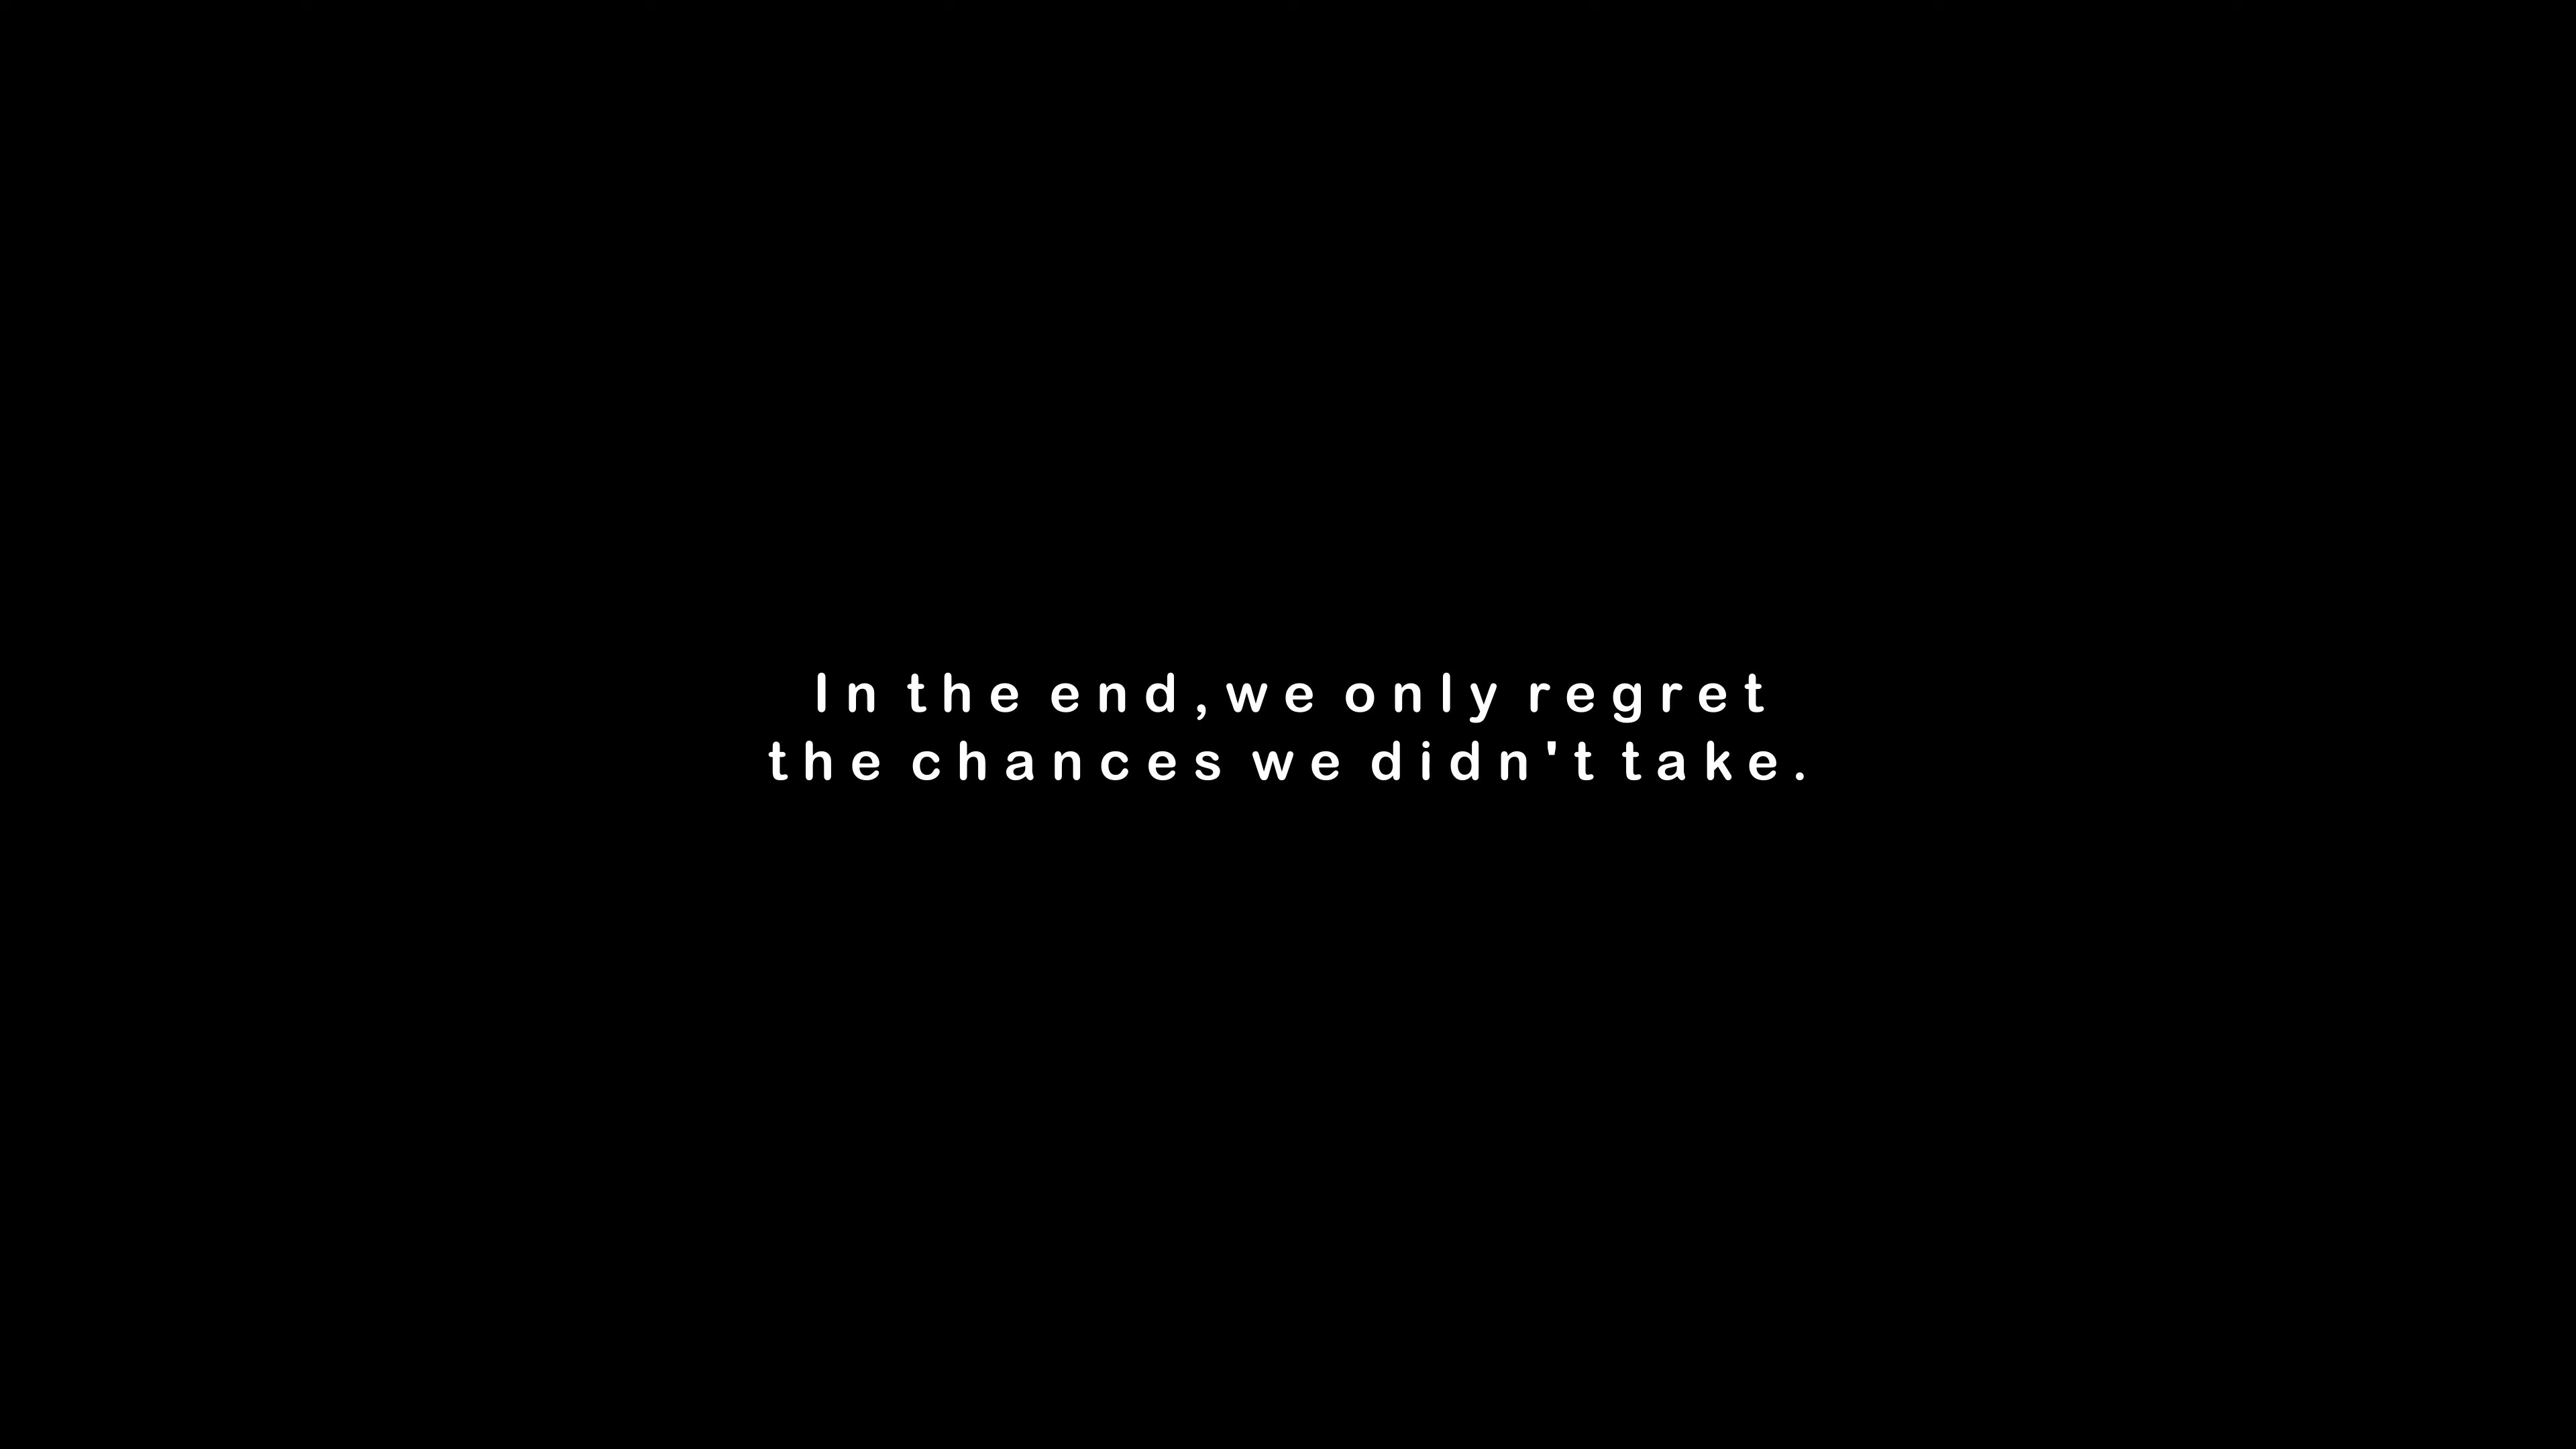 In the end,we only regret
the chances we didn't take.